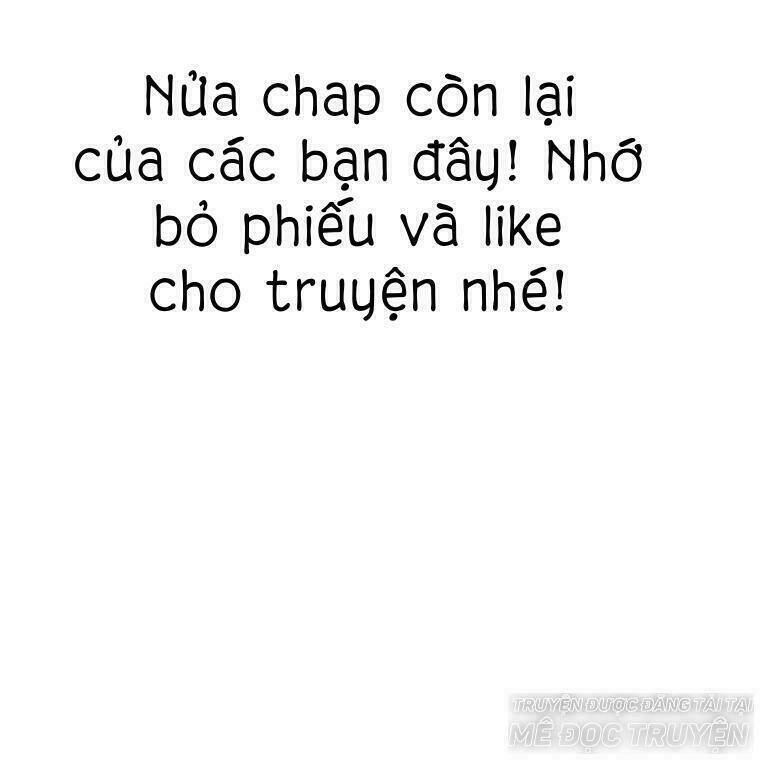 Nửa chap còn lại
của các bạn đây! Nhớ
bỏ phiếu và like
cho truyện nhé!
TRUYỆN ĐƯỢC ĐĂNG TẢI TẠI
MÊ ĐỌC TRUYỆN